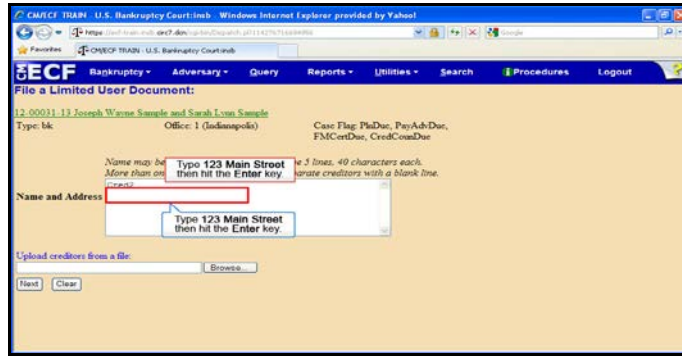 CM/ECF TRAIN - U.S. Bankruptcy Court:insb - Windows Internet Explorer provided by Yahoo!
Google
Favorites CM/ECF TRAIN - U.S. Bankruptcy Court:insb
ECF Bankruptcy Adversary Query Reports Utilities Search Procedures Logout
File a Limited User Document:
12-00031-13 Joseph Wayne Sample and Sarah Lynn Sample
Type: bk Office: 1 (Indianapolis) Case Flag: PlnDue, PayAdvDue,
FMCertDue, CredCounDue
Name may be 5 lines, 40 characters each.
More than on separate creditors with a blank line.
Type 123 Main Street
then hit the Enter key.
Name and Address
Type 123 Main Street
then hit the Enter key.
Upload creditors from a file:
Browse...
Next Clear